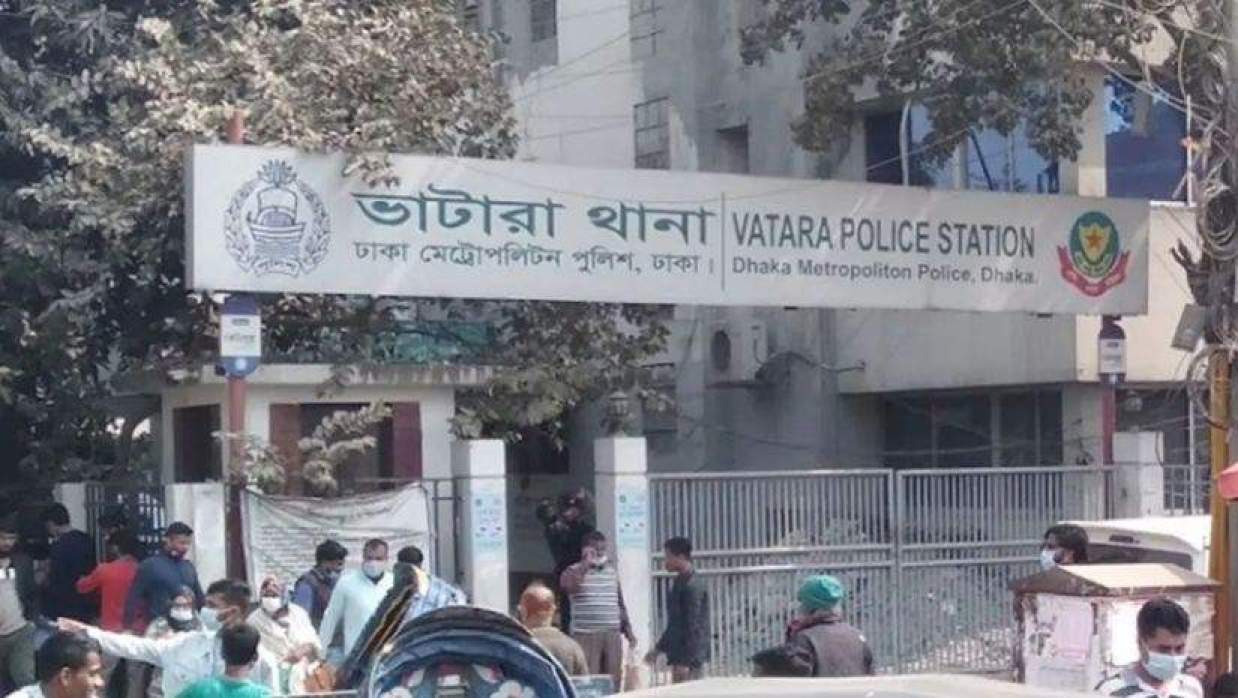 ভাটারা থানা
ঢাকা মেট্রোপলিটন পুলিশ, ঢাকা।
VATARA POLICE STATION
Dhaka Metropoliton Police, Dhaka.
পুলিশ